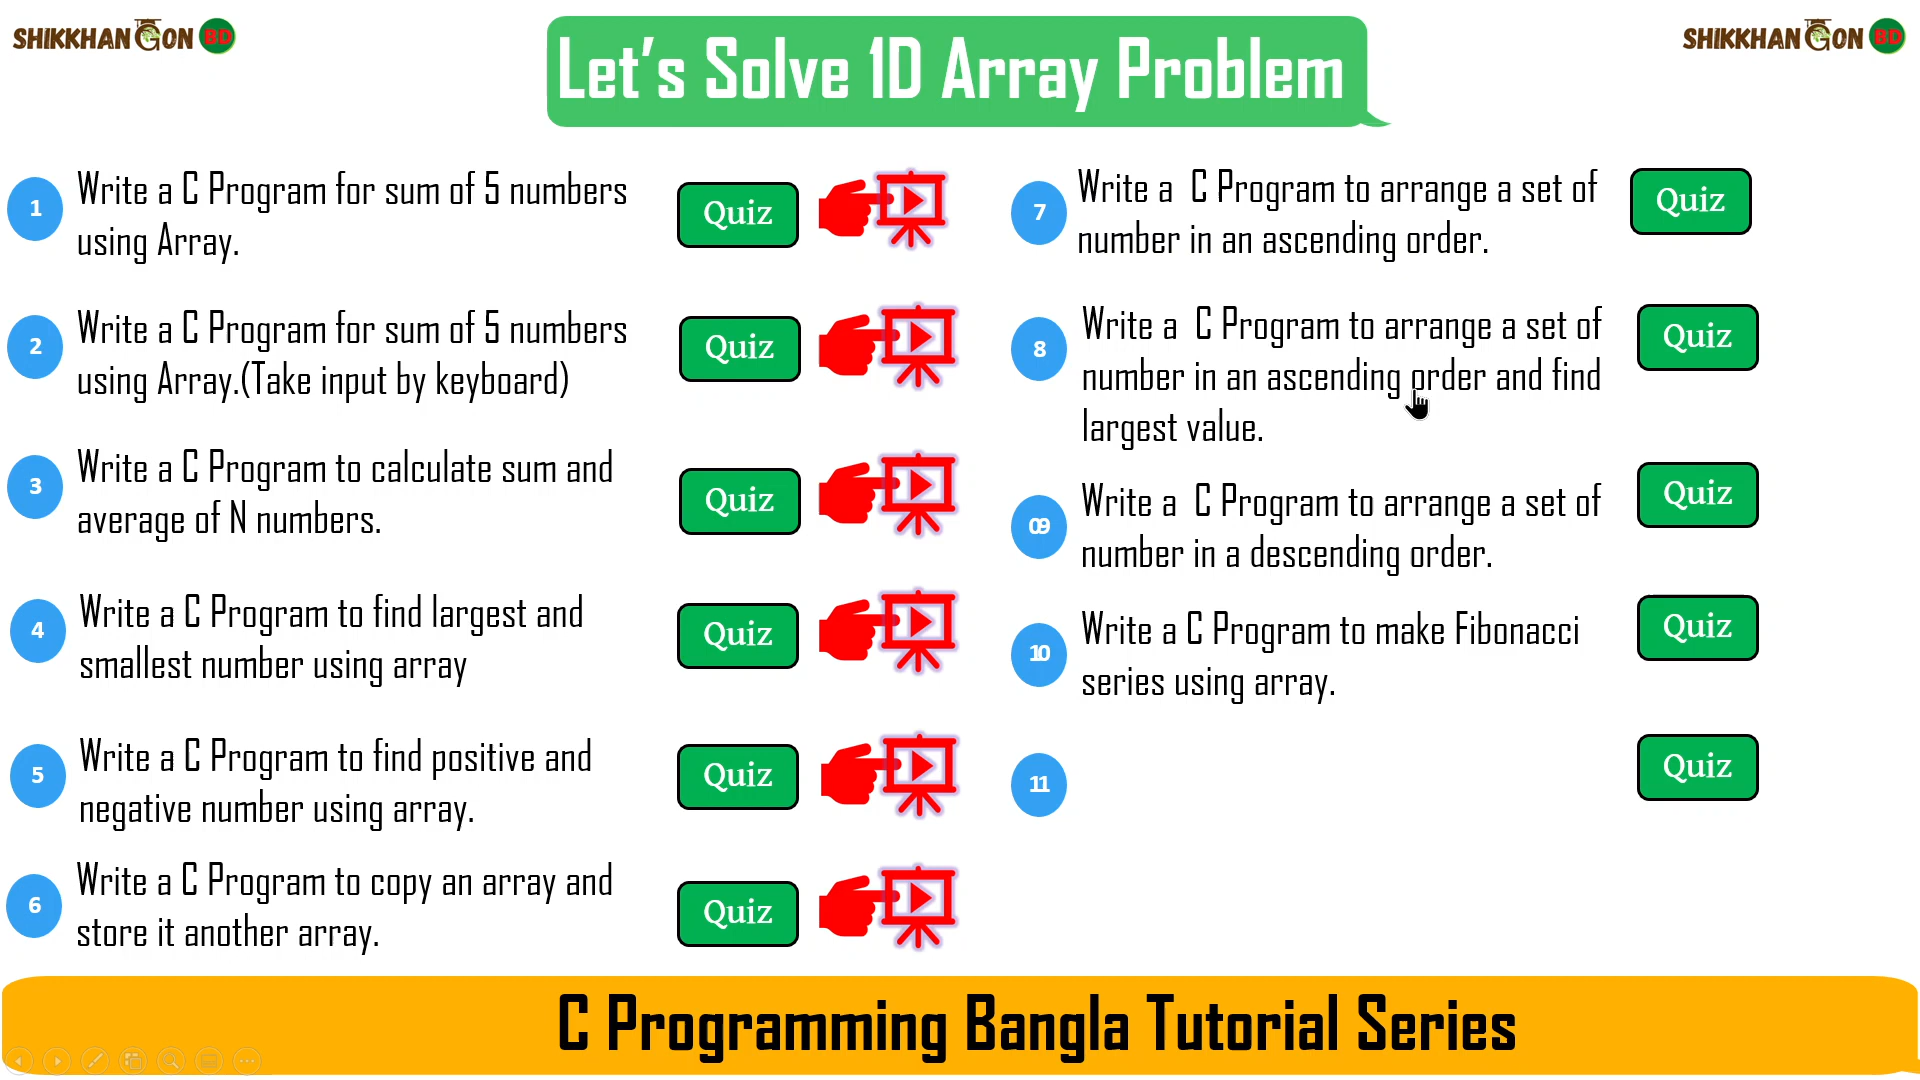 SHIKKHANGON BD
Let's Solve 1D Array Problem
SHIKKHANGON BD
1
Write a C Program for sum of 5 numbers
using Array.
Quiz
2
Write a C Program for sum of 5 numbers
using Array.(Take input by keyboard)
Quiz
3
Write a C Program to calculate sum and
average of N numbers.
Quiz
4
Write a C Program to find largest and
smallest number using array
Quiz
5
Write a C Program to find positive and
negative number using array.
Quiz
6
Write a C Program to copy an array and
store it another array.
Quiz
7
Write a C Program to arrange a set of
number in an ascending order.
Quiz
8
Write a C Program to arrange a set of
number in an ascending order and find
largest value.
Quiz
09
Write a C Program to arrange a set of
number in a descending order.
Quiz
10
Write a C Program to make Fibonacci
series using array.
Quiz
11
Quiz
C Programming Bangla Tutorial Series